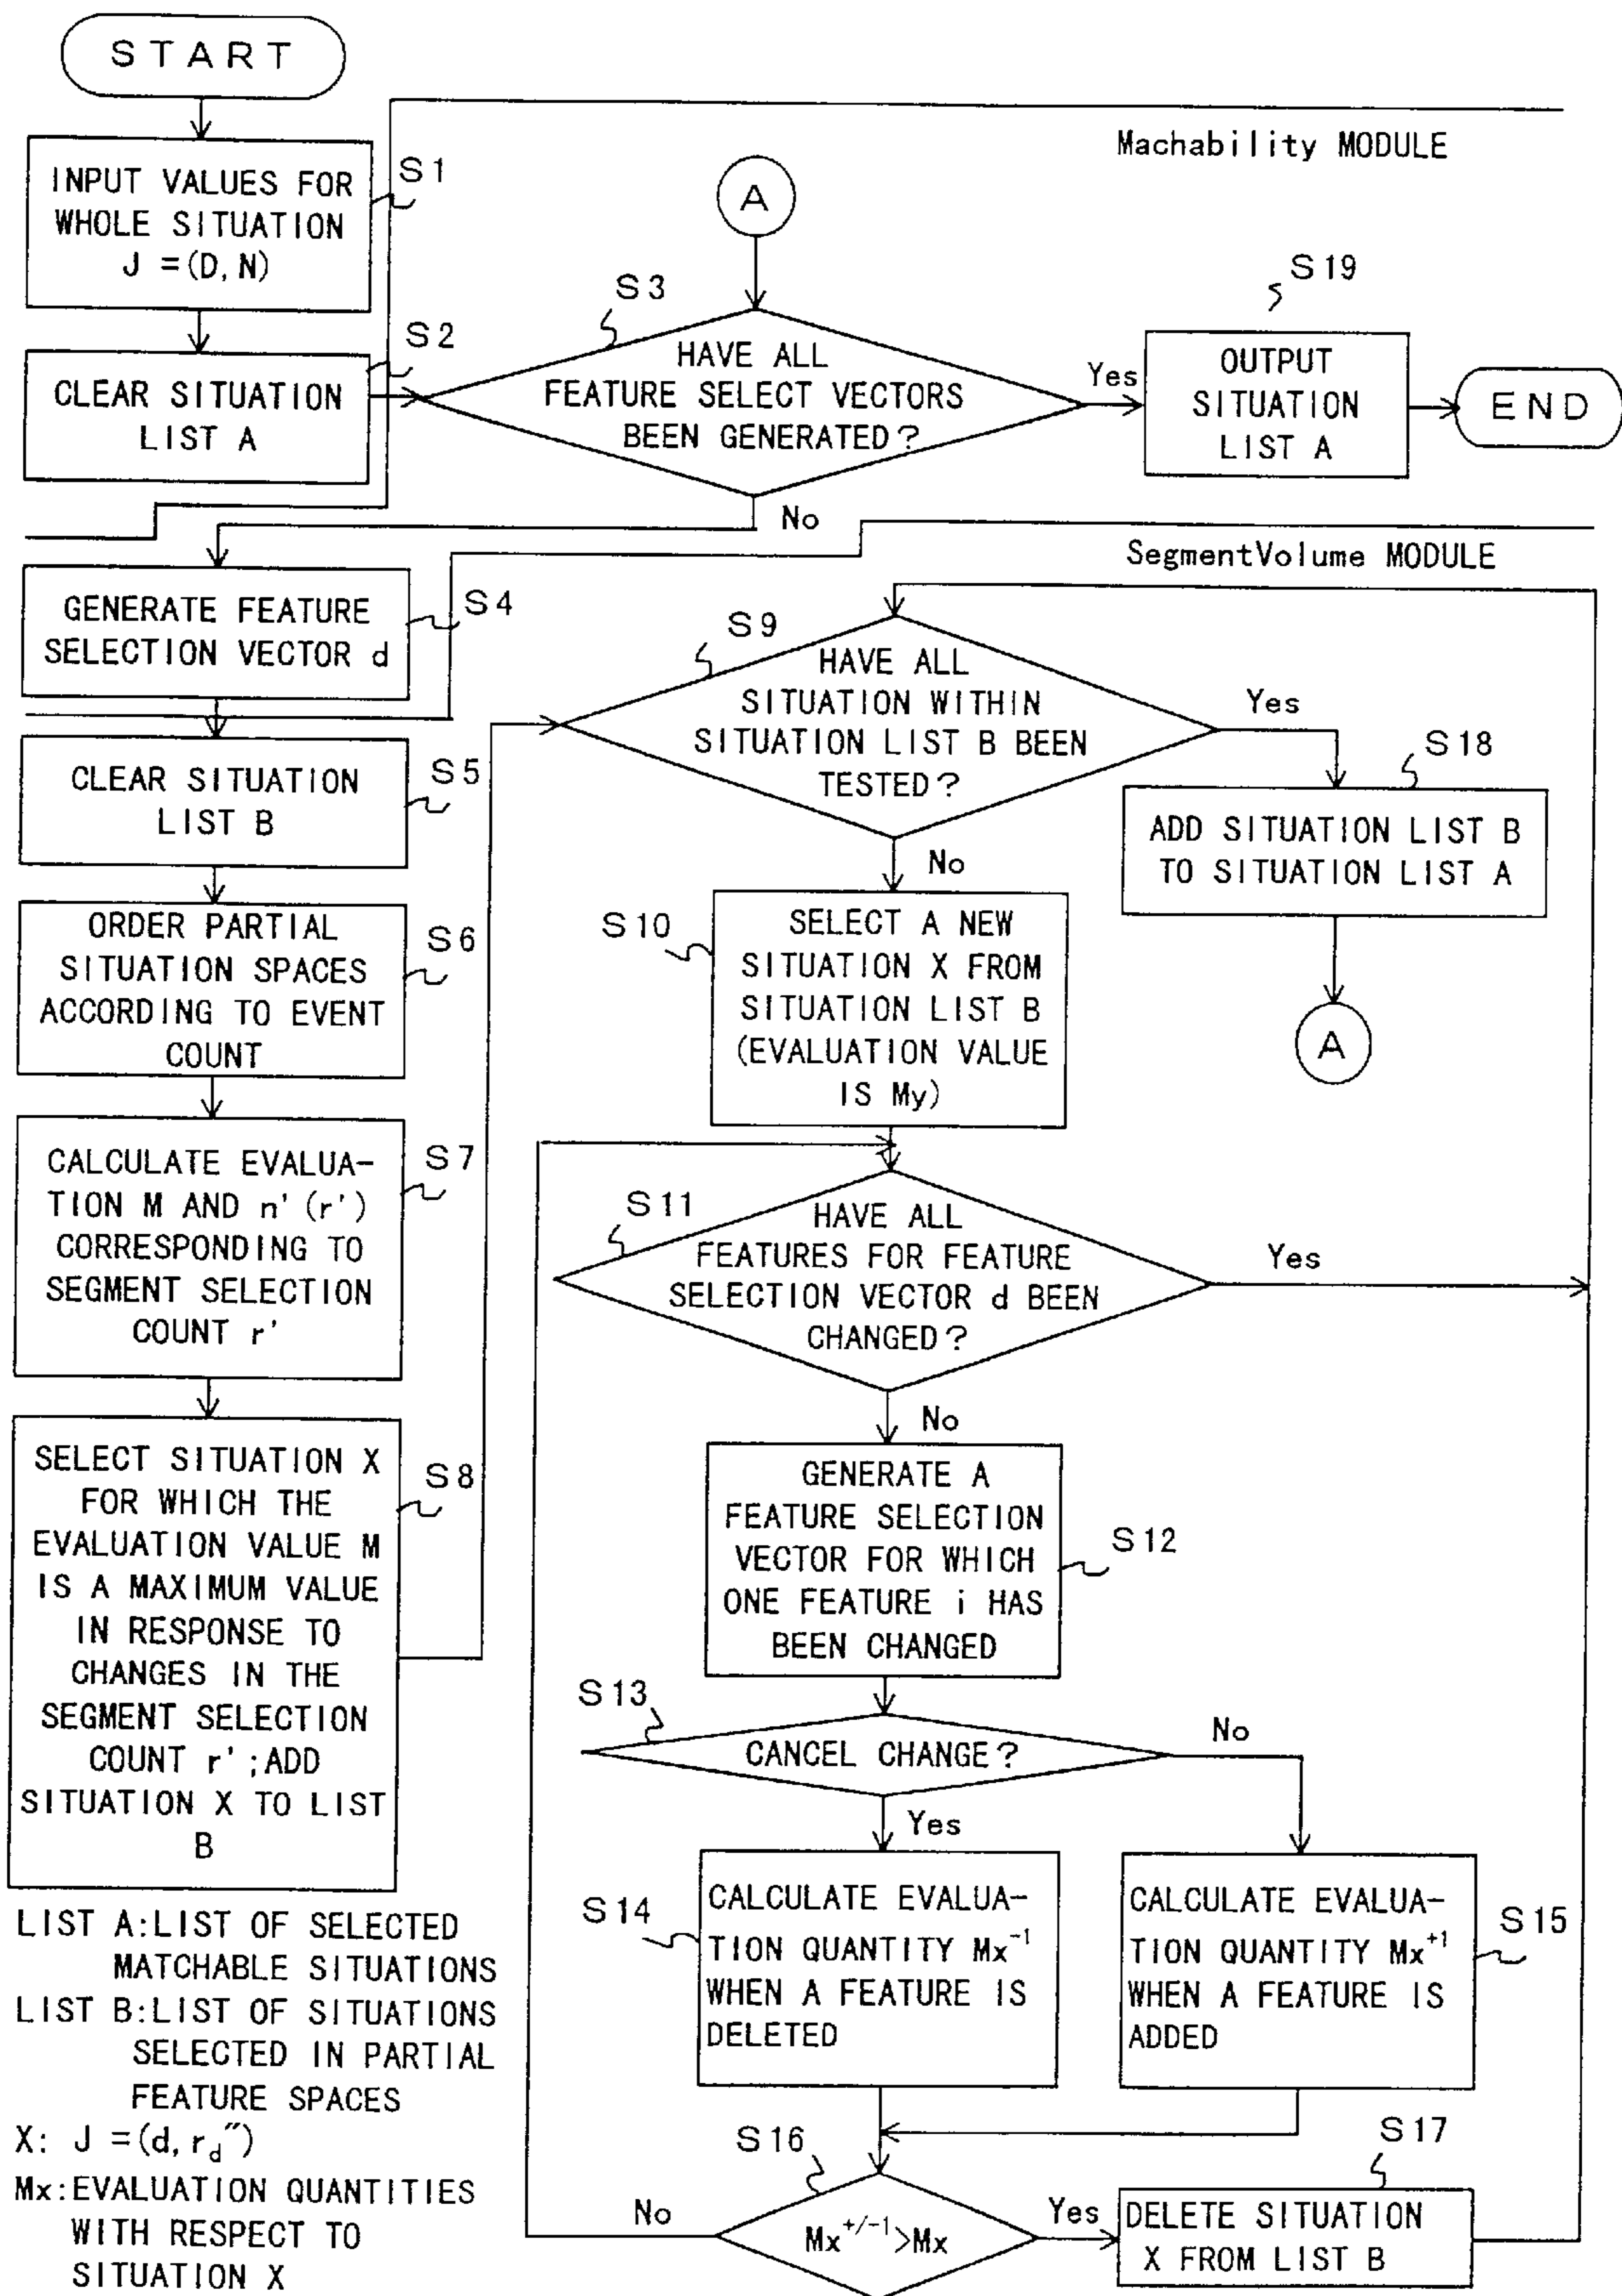 START
INPUT VALUES FOR
WHOLE SITUATION
J =(D, N)
S1
CLEAR SITUATION
LIST A
S2
Machability MODULE
A
S3
HAVE ALL
FEATURE SELECT VECTORS
BEEN GENERATED?
Yes
No
S19
OUTPUT
SITUATION
LIST A
END
SegmentVolume MODULE
GENERATE FEATURE
SELECTION VECTOR d
S4
CLEAR SITUATION
LIST B
S5
ORDER PARTIAL
SITUATION SPACES
ACCORDING TO EVENT
COUNT
S6
CALCULATE EVALUA-
TION M AND n'(r')
CORRESPONDING TO
SEGMENT SELECTION
COUNT r'
S7
SELECT SITUATION X
FOR WHICH THE
EVALUATION VALUE M
IS A MAXIMUM VALUE
IN RESPONSE TO
CHANGES IN THE
SEGMENT SELECTION
COUNT r';ADD
SITUATION X TO LIST
B
S8
S9
HAVE ALL
SITUATION WITHIN
SITUATION LIST B BEEN
TESTED?
Yes
No
S18
ADD SITUATION LIST B
TO SITUATION LIST A
A
S10
SELECT A NEW
SITUATION X FROM
SITUATION LIST B
(EVALUATION VALUE
IS My)
S11
HAVE ALL
FEATURES FOR FEATURE
SELECTION VECTOR d BEEN
CHANGED?
Yes
No
GENERATE A
FEATURE SELECTION
VECTOR FOR WHICH
ONE FEATURE i HAS
BEEN CHANGED
S12
S13
CANCEL CHANGE?
No
Yes
S14
CALCULATE EVALUA-
TION QUANTITY Mx⁻¹
WHEN A FEATURE IS
DELETED
CALCULATE EVALUA-
TION QUANTITY Mx⁺¹
WHEN A FEATURE IS
ADDED
S15
S16
Mx⁺/⁻¹>Mx
No
Yes
S17
DELETE SITUATION
X FROM LIST B
LIST A:LIST OF SELECTED
MATCHABLE SITUATIONS
LIST B:LIST OF SITUATIONS
SELECTED IN PARTIAL
FEATURE SPACES
X: J =(d, r_d″)
Mx:EVALUATION QUANTITIES
WITH RESPECT TO
SITUATION X